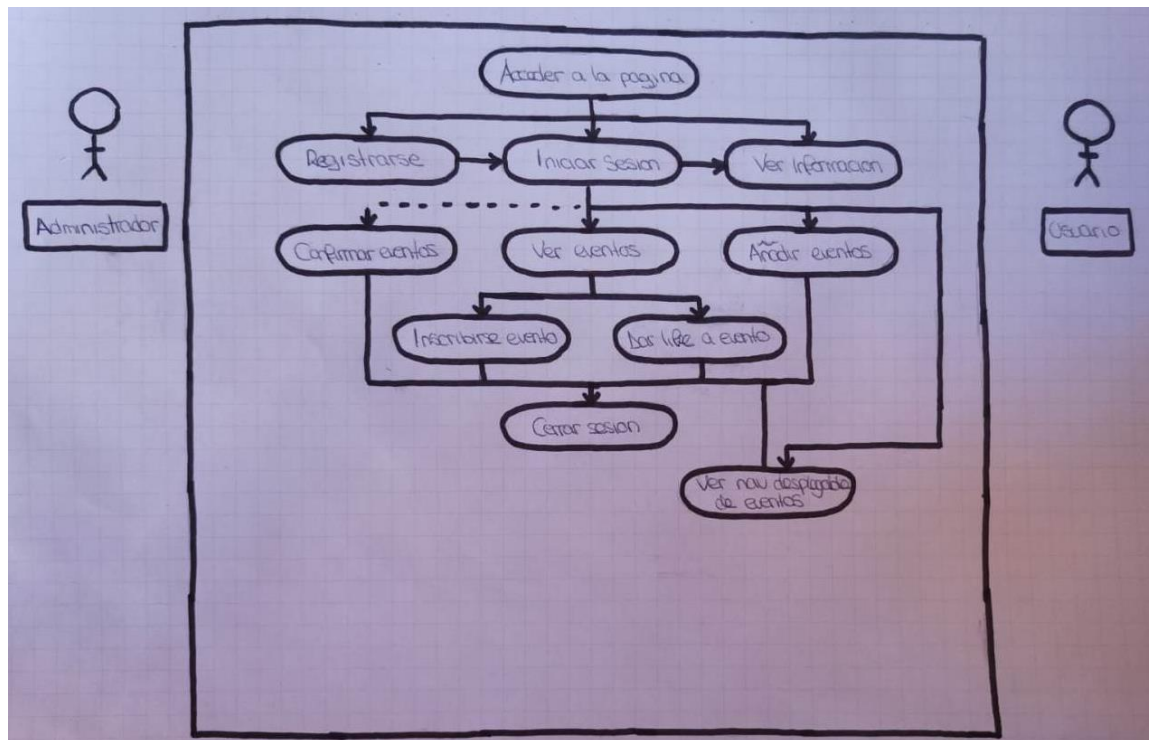 Acceder a la pagina
Registrarse
Iniciar Sesion
Ver Informacion
Administrador
Usuario
Confirmar eventos
Ver eventos
Añadir eventos
Inscribirse evento
Dar like a evento
Cerrar sesion
Ver nav desplegable
de eventos